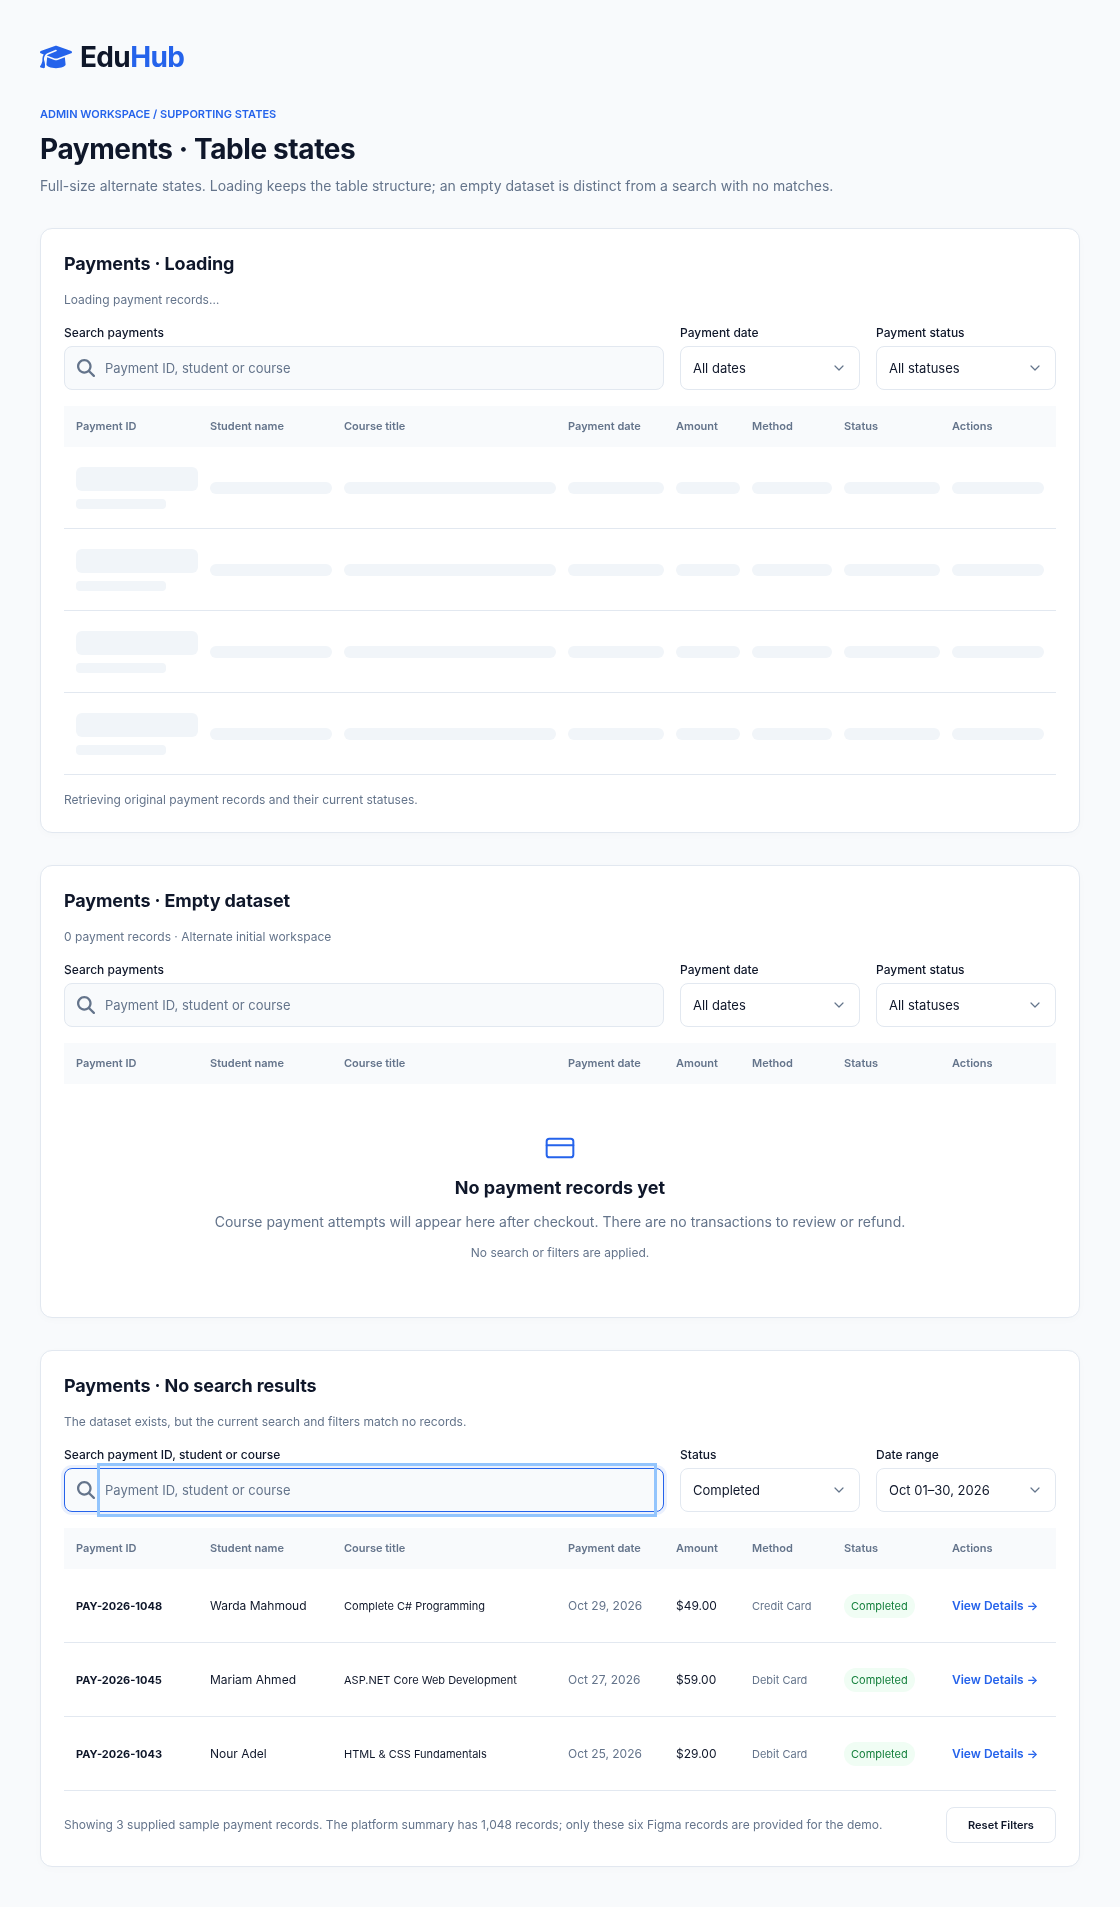 EduHub
ADMIN WORKSPACE / SUPPORTING STATES
Payments · Table states
Full-size alternate states. Loading keeps the table structure; an empty dataset is distinct from a search with no matches.
Payments · Loading
Loading payment records...
Search payments Payment date Payment status
Payment ID, student or course All dates All statuses
Payment ID Student name Course title Payment date Amount Method Status Actions
Retrieving original payment records and their current statuses.
Payments · Empty dataset
0 payment records · Alternate initial workspace
Search payments Payment date Payment status
Payment ID, student or course All dates All statuses
Payment ID Student name Course title Payment date Amount Method Status Actions
No payment records yet
Course payment attempts will appear here after checkout. There are no transactions to review or refund.
No search or filters are applied.
Payments · No search results
The dataset exists, but the current search and filters match no records.
Search payment ID, student or course Status Date range
Payment ID, student or course Completed Oct 01–30, 2026
Payment ID Student name Course title Payment date Amount Method Status Actions
PAY-2026-1048 Warda Mahmoud Complete C# Programming Oct 29, 2026 $49.00 Credit Card Completed View Details →
PAY-2026-1045 Mariam Ahmed ASP.NET Core Web Development Oct 27, 2026 $59.00 Debit Card Completed View Details →
PAY-2026-1043 Nour Adel HTML & CSS Fundamentals Oct 25, 2026 $29.00 Debit Card Completed View Details →
Showing 3 supplied sample payment records. The platform summary has 1,048 records; only these six Figma records are provided for the demo. Reset Filters